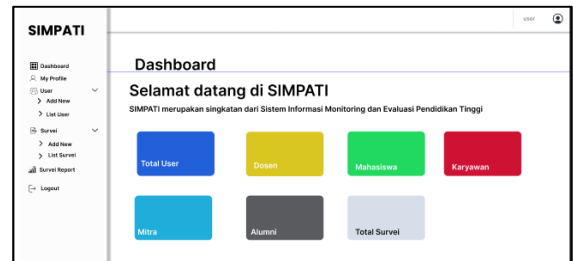 SIMPATI
user
Dashboard
My Profile
User
Add New
List User
Survei
Add New
List Survei
Survei Report
Logout
Dashboard
Selamat datang di SIMPATI
SIMPATI merupakan singkatan dari Sistem Informasi Monitoring dan Evaluasi Pendidikan Tinggi
Total User
Dosen
Mahasiswa
Karyawan
Mitra
Alumni
Total Survei